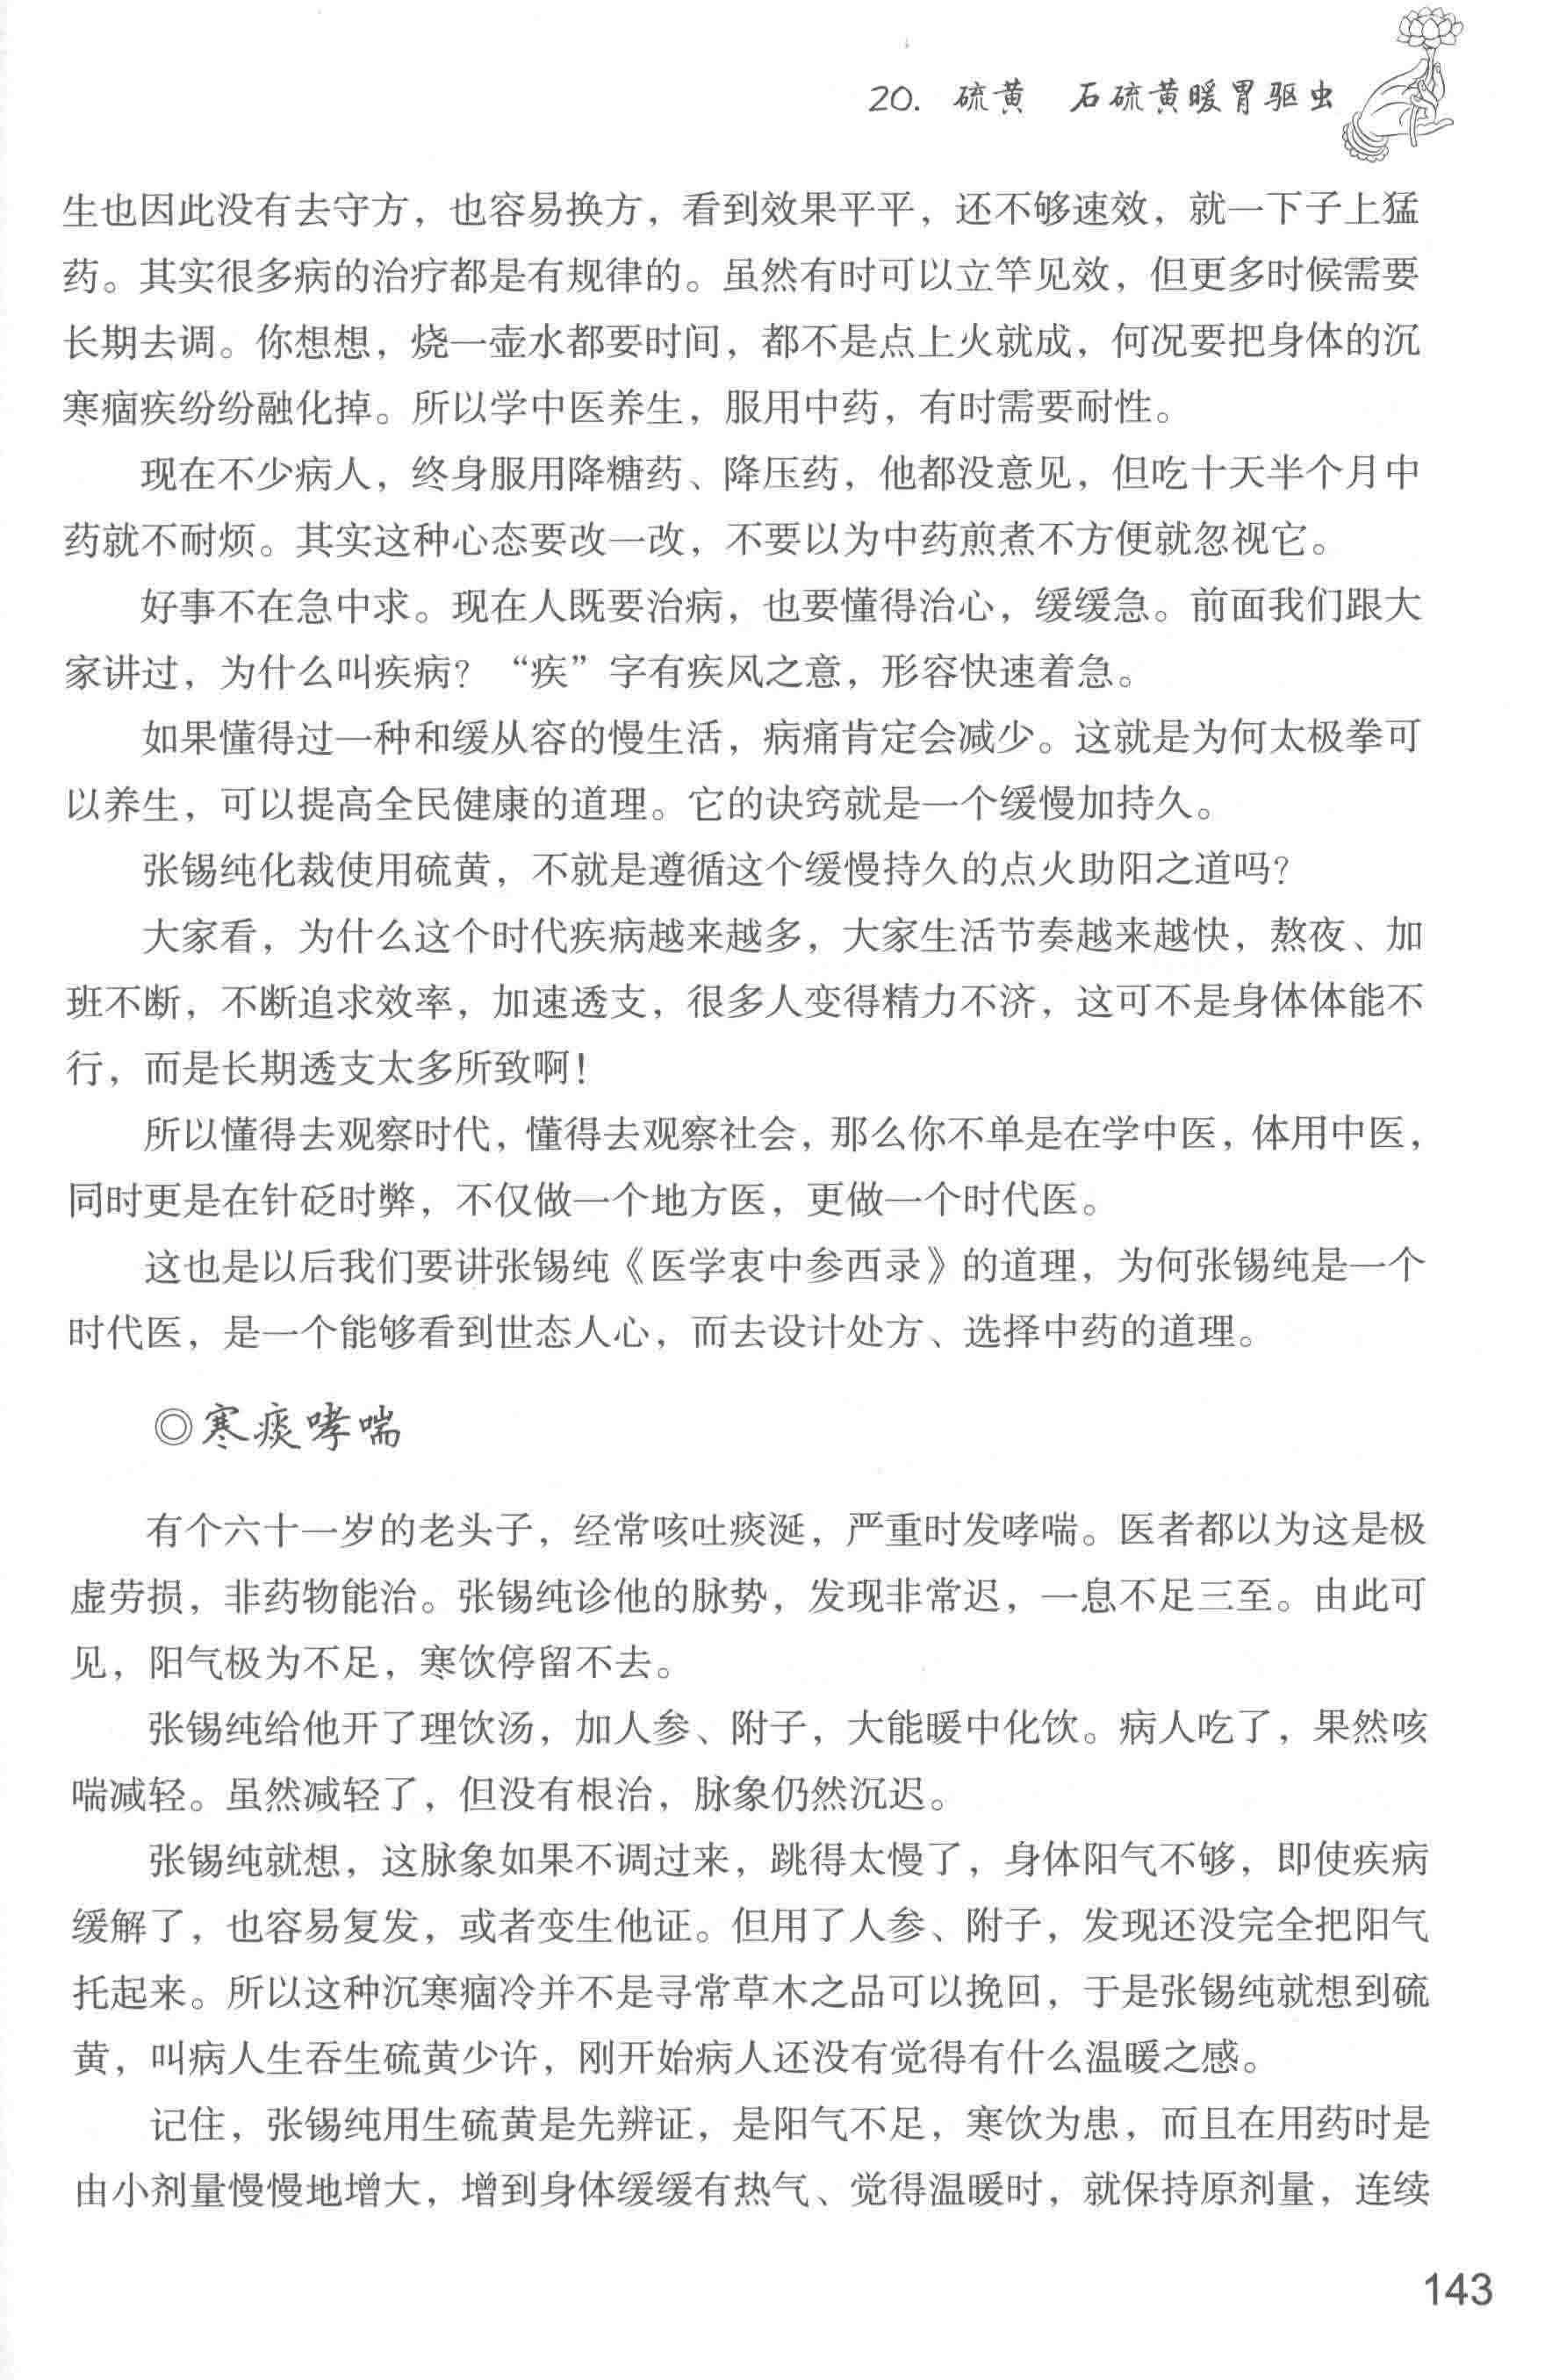 20. 硫黄　石硫黄暖胃驱虫
生也因此没有去守方，也容易换方，看到效果平平，还不够速效，就一下子上猛
药。其实很多病的治疗都是有规律的。虽然有时可以立竿见效，但更多时候需要
长期去调。你想想，烧一壶水都要时间，都不是点上火就成，何况要把身体的沉
寒痼疾纷纷融化掉。所以学中医养生，服用中药，有时需要耐性。
现在不少病人，终身服用降糖药、降压药，他都没意见，但吃十天半个月中
药就不耐烦。其实这种心态要改一改，不要以为中药煎煮不方便就忽视它。
好事不在急中求。现在人既要治病，也要懂得治心，缓缓急。前面我们跟大
家讲过，为什么叫疾病？“疾”字有疾风之意，形容快速着急。
如果懂得过一种和缓从容的慢生活，病痛肯定会减少。这就是为何太极拳可
以养生，可以提高全民健康的道理。它的诀窍就是一个缓慢加持久。
张锡纯化裁使用硫黄，不就是遵循这个缓慢持久的点火助阳之道吗？
大家看，为什么这个时代疾病越来越多，大家生活节奏越来越快，熬夜、加
班不断，不断追求效率，加速透支，很多人变得精力不济，这可不是身体体能不
行，而是长期透支太多所致啊！
所以懂得去观察时代，懂得去观察社会，那么你不单是在学中医，体用中医，
同时更是在针砭时弊，不仅做一个地方医，更做一个时代医。
这也是以后我们要讲张锡纯《医学衷中参西录》的道理，为何张锡纯是一个
时代医，是一个能够看到世态人心，而去设计处方、选择中药的道理。
◎寒痰哮喘
有个六十一岁的老头子，经常咳吐痰涎，严重时发哮喘。医者都以为这是极
虚劳损，非药物能治。张锡纯诊他的脉势，发现非常迟，一息不足三至。由此可
见，阳气极为不足，寒饮停留不去。
张锡纯给他开了理饮汤，加人参、附子，大能暖中化饮。病人吃了，果然咳
喘减轻。虽然减轻了，但没有根治，脉象仍然沉迟。
张锡纯就想，这脉象如果不调过来，跳得太慢了，身体阳气不够，即使疾病
缓解了，也容易复发，或者变生他证。但用了人参、附子，发现还没完全把阳气
托起来。所以这种沉寒痼冷并不是寻常草木之品可以挽回，于是张锡纯就想到硫
黄，叫病人生吞生硫黄少许，刚开始病人还没有觉得有什么温暖之感。
记住，张锡纯用生硫黄是先辨证，是阳气不足，寒饮为患，而且在用药时是
由小剂量慢慢地增大，增到身体缓缓有热气、觉得温暖时，就保持原剂量，连续
143